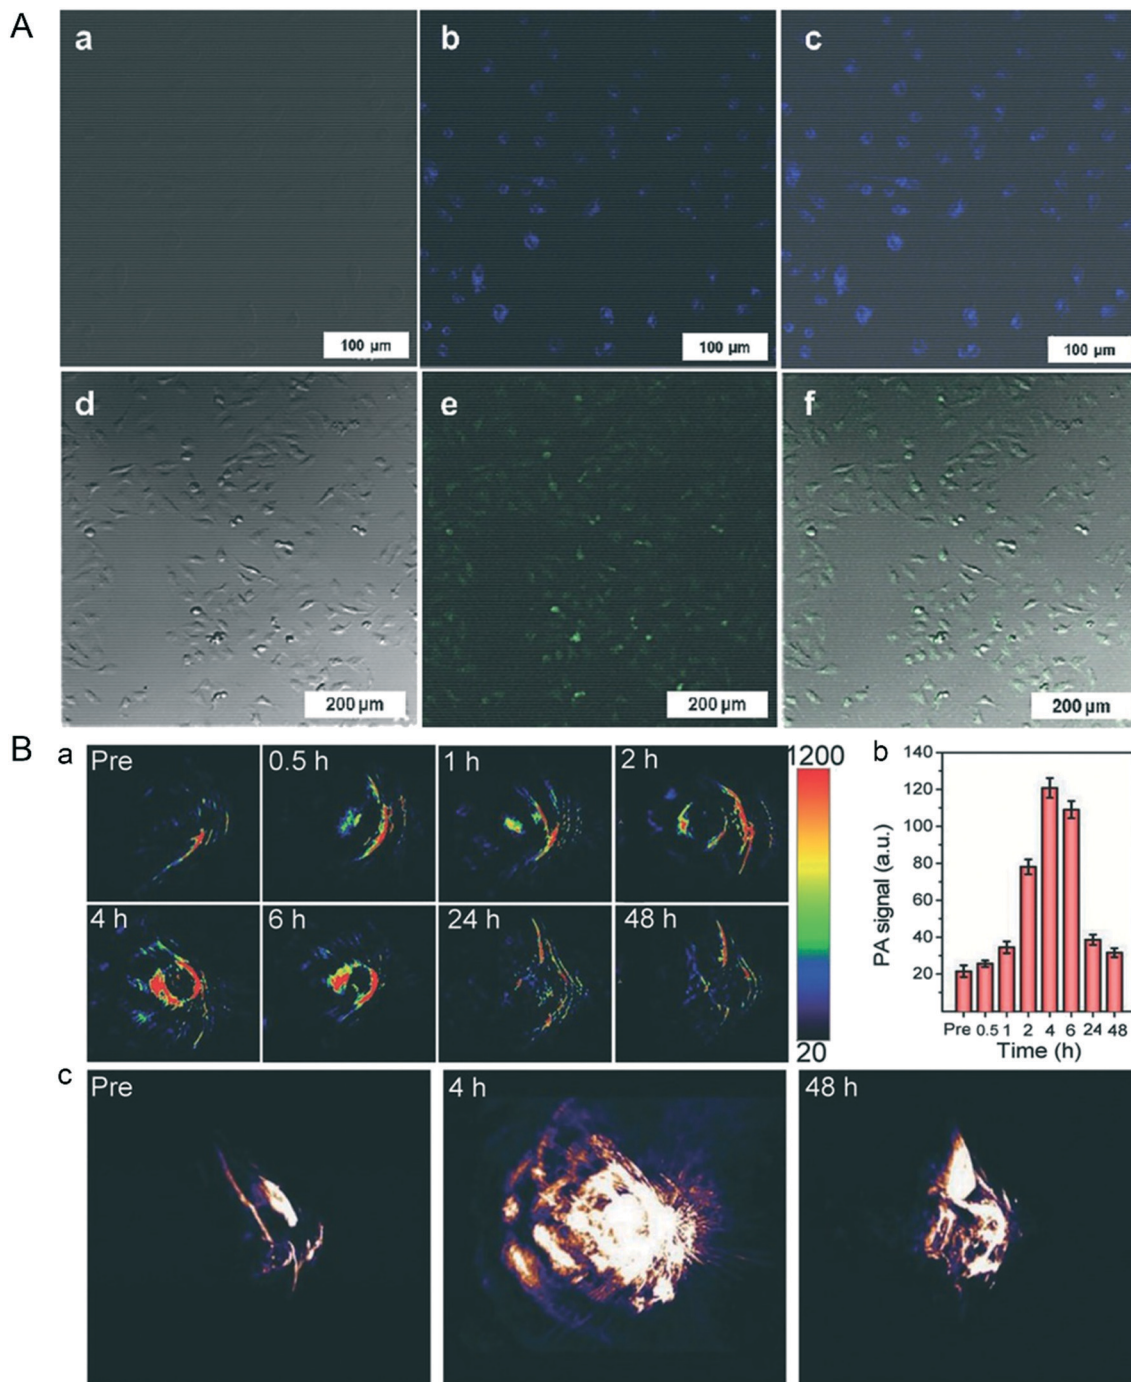 A
a
b
c
100 µm
100 µm
100 µm
d
e
f
200 µm
200 µm
200 µm
B
a
Pre
0.5 h
1 h
2 h
4 h
6 h
24 h
48 h
1200
20
b
140
120
100
80
60
40
20
PA signal (a.u.)
Pre 0.5 1 2 4 6 24 48
Time (h)
c
Pre
4 h
48 h